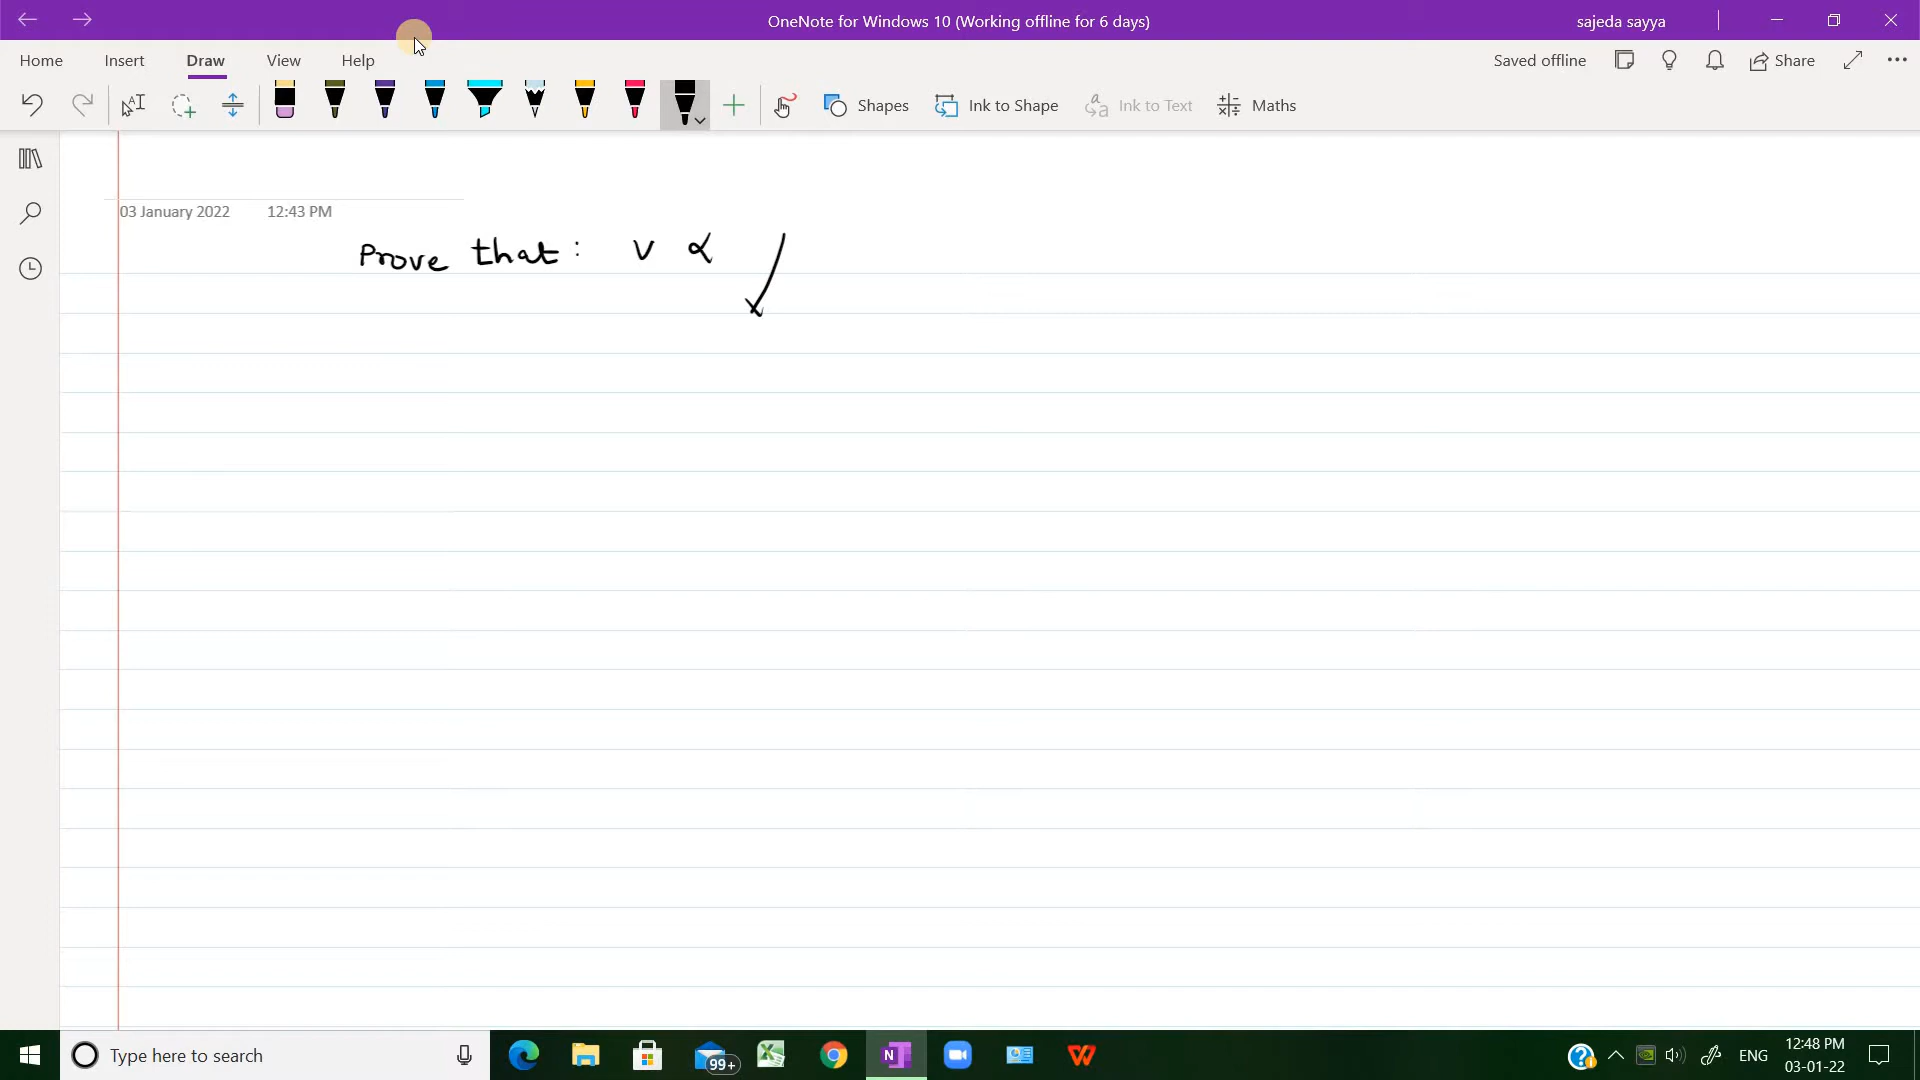 OneNote for Windows 10 (Working offline for 6 days)
sajeda sayya
Home Insert Draw View Help
Saved offline
Share
Shapes Ink to Shape Ink to Text Maths
03 January 2022 12:43 PM
Prove that : v ∝
Type here to search
99+
ENG
12:48 PM
03-01-22